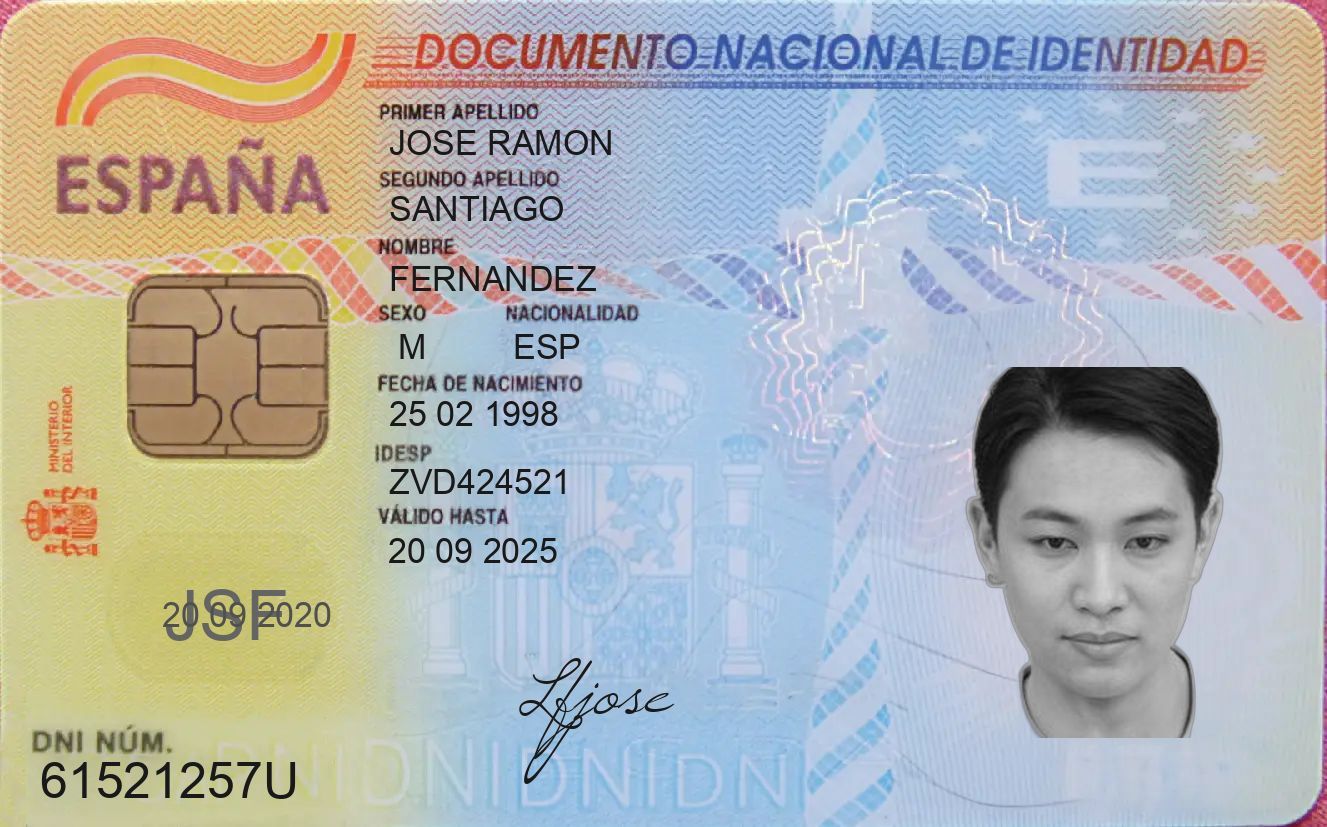 DOCUMENTO NACIONAL DE IDENTIDAD
ESPAÑA
PRIMER APELLIDO
JOSE RAMON
SEGUNDO APELLIDO
SANTIAGO
NOMBRE
FERNANDEZ
SEXO NACIONALIDAD
M ESP
FECHA DE NACIMIENTO
25 02 1998
IDESP
ZVD424521
VÁLIDO HASTA
20 09 2025
MINISTERIO
DEL INTERIOR
E
JSF
20 09 2020
Lfjose
DNI NÚM.
61521257U
DNIDNIDNIDNI